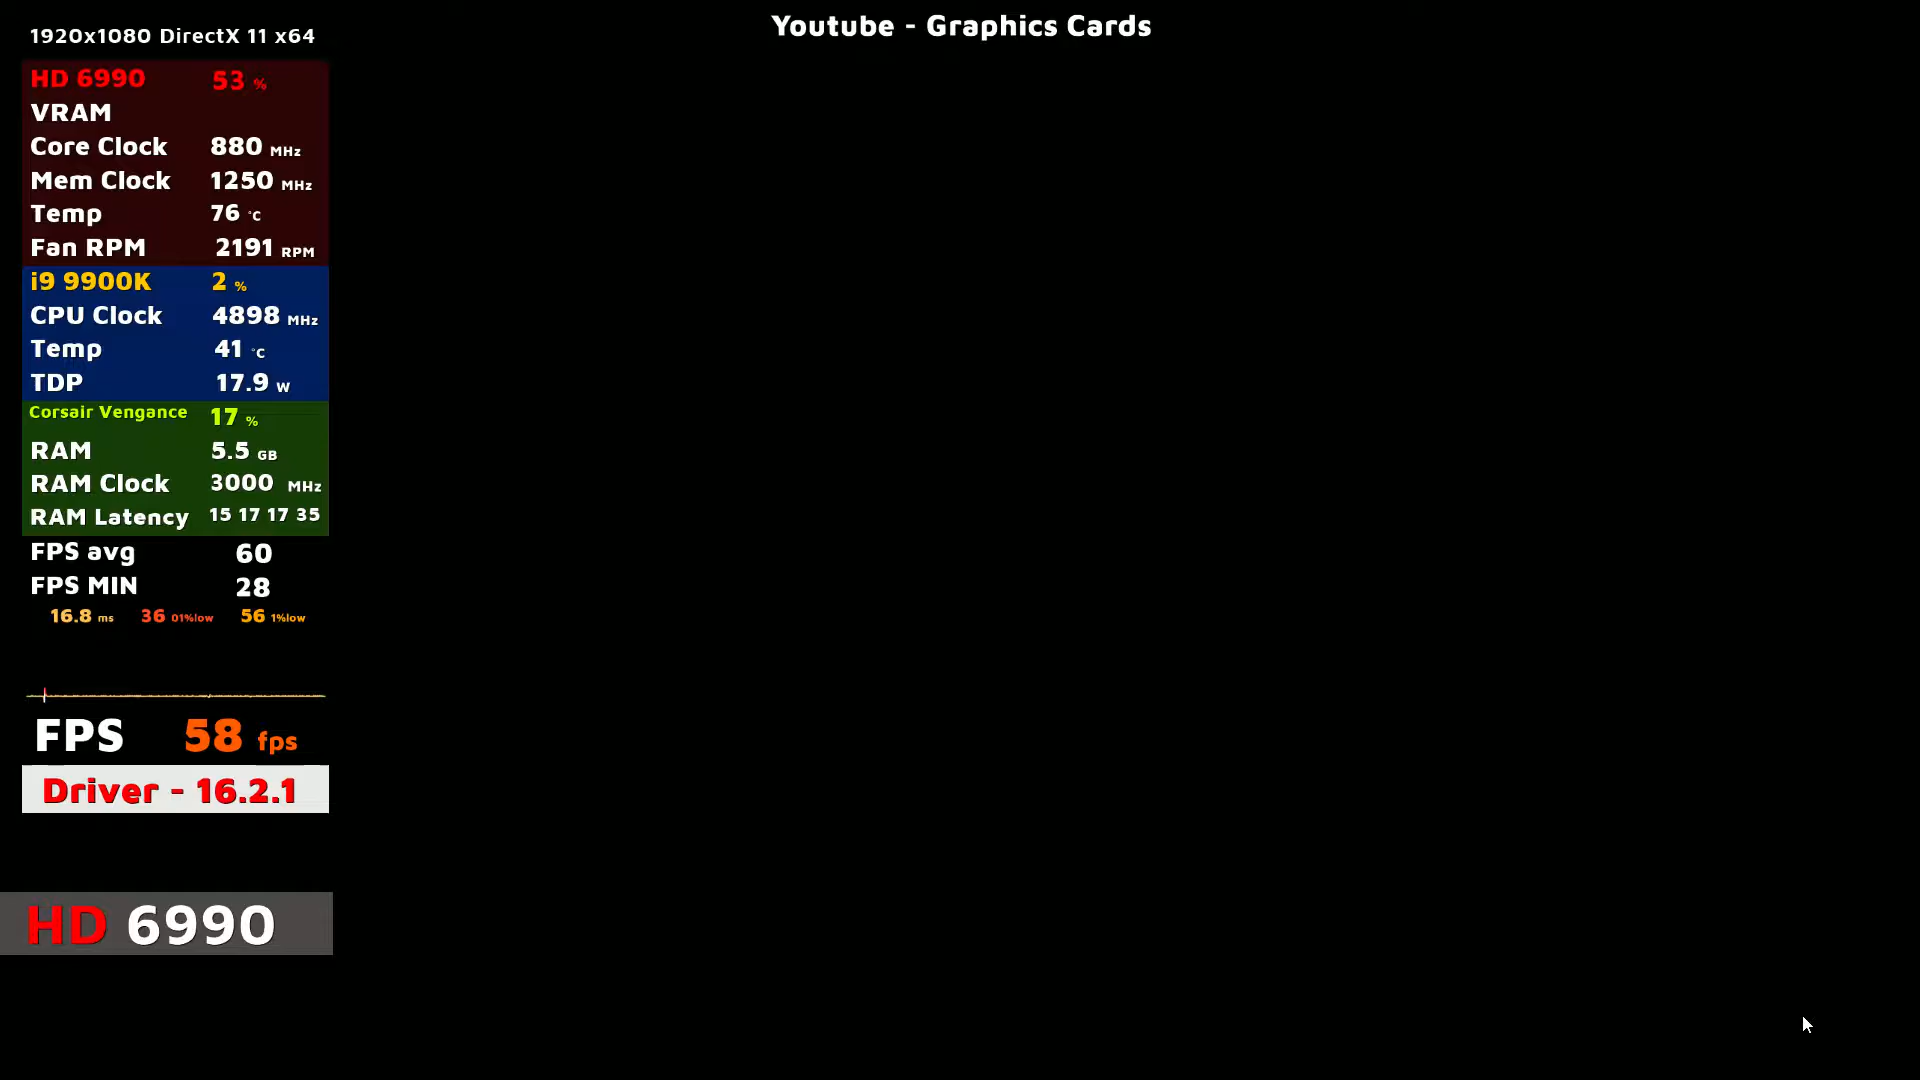 Youtube - Graphics Cards
1920x1080 DirectX 11 x64
HD 6990 53 %
VRAM
Core Clock 880 MHz
Mem Clock 1250 MHz
Temp 76 °C
Fan RPM 2191 RPM
i9 9900K 2 %
CPU Clock 4898 MHz
Temp 41 °C
TDP 17.9 W
Corsair Vengance 17 %
RAM 5.5 GB
RAM Clock 3000 MHz
RAM Latency 15 17 17 35
FPS avg 60
FPS MIN 28
16.8 ms 36 01%low 56 1%low
FPS 58 fps
Driver - 16.2.1
HD 6990